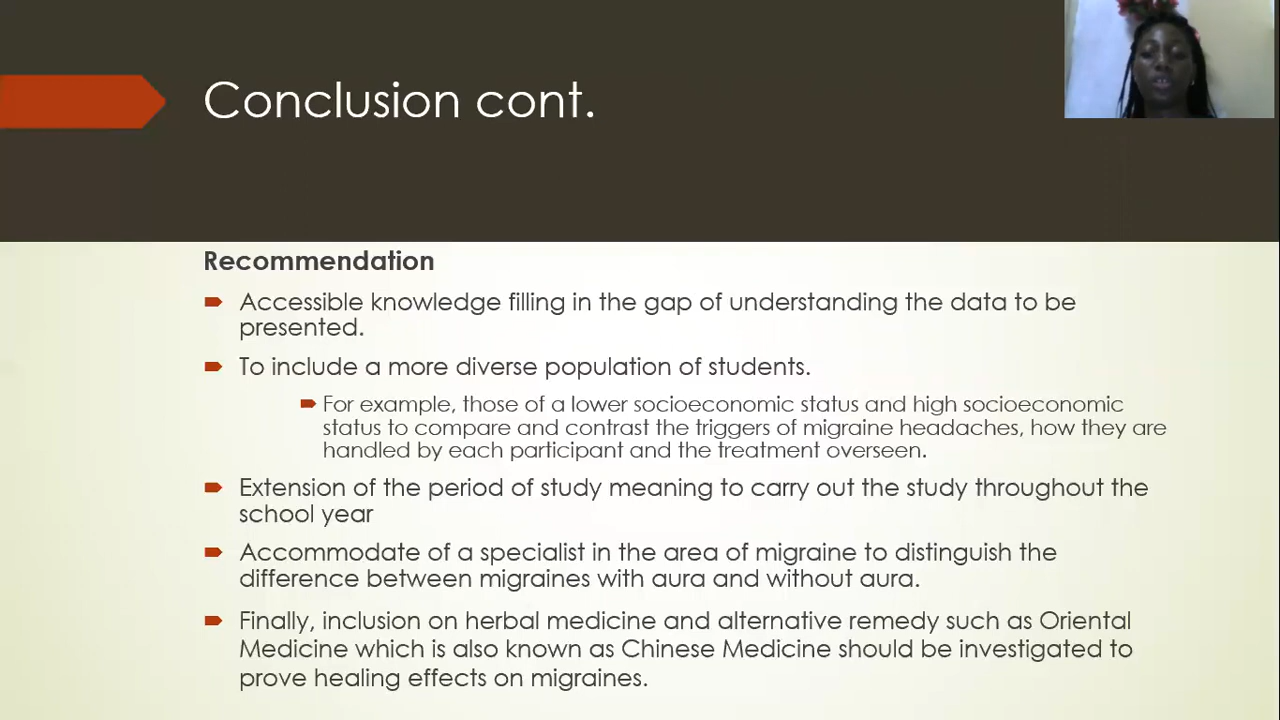 Conclusion cont.
Recommendation
Accessible knowledge filling in the gap of understanding the data to be
presented.
To include a more diverse population of students.
For example, those of a lower socioeconomic status and high socioeconomic
status to compare and contrast the triggers of migraine headaches, how they are
handled by each participant and the treatment overseen.
Extension of the period of study meaning to carry out the study throughout the
school year
Accommodate of a specialist in the area of migraine to distinguish the
difference between migraines with aura and without aura.
Finally, inclusion on herbal medicine and alternative remedy such as Oriental
Medicine which is also known as Chinese Medicine should be investigated to
prove healing effects on migraines.